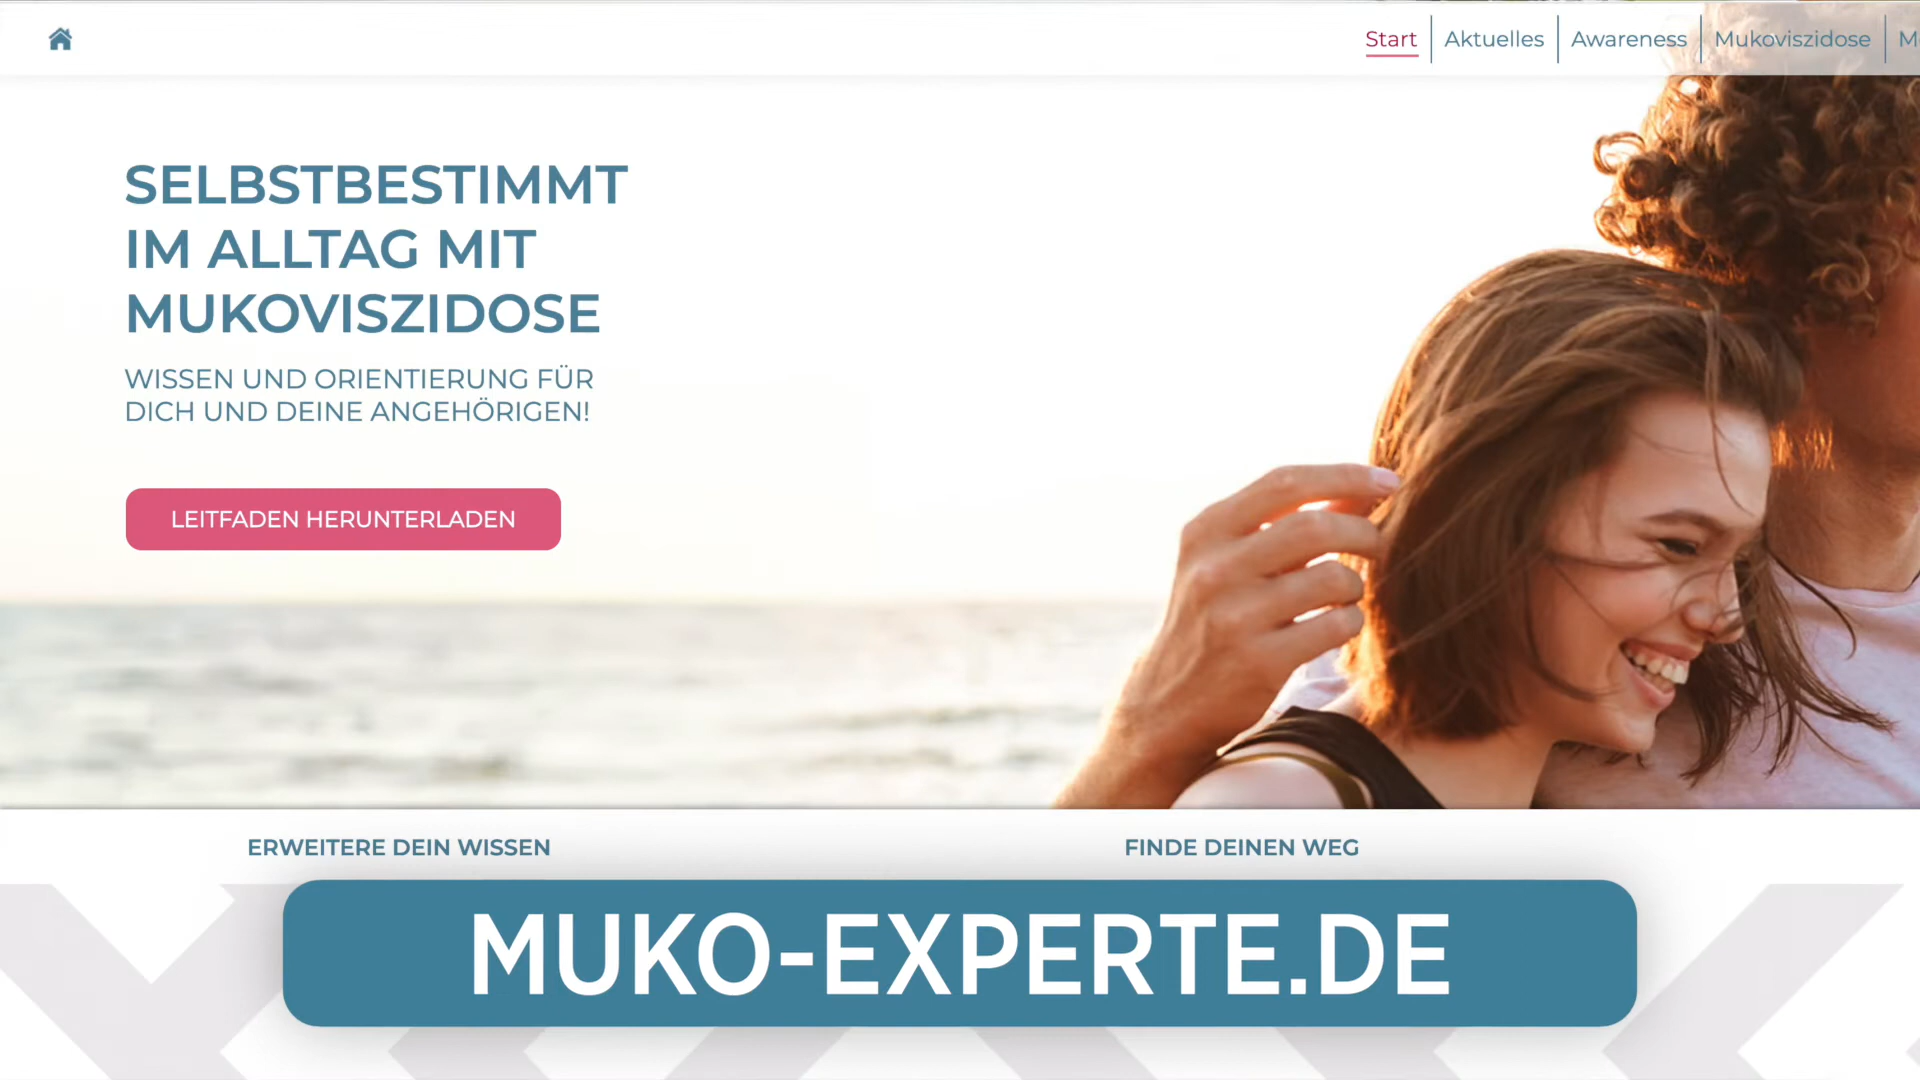 Start
Aktuelles
Awareness
Mukoviszidose
SELBSTBESTIMMT
IM ALLTAG MIT
MUKOVISZIDOSE
WISSEN UND ORIENTIERUNG FÜR
DICH UND DEINE ANGEHÖRIGEN!
LEITFADEN HERUNTERLADEN
ERWEITERE DEIN WISSEN
FINDE DEINEN WEG
MUKO-EXPERTE.DE